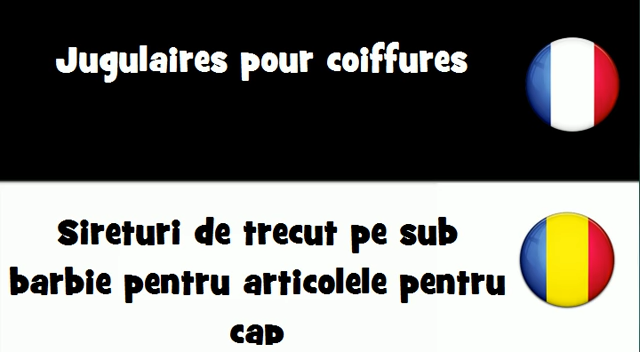 Jugulaires pour coiffures
Sireturi de trecut pe sub
barbie pentru articolele pentru
cap